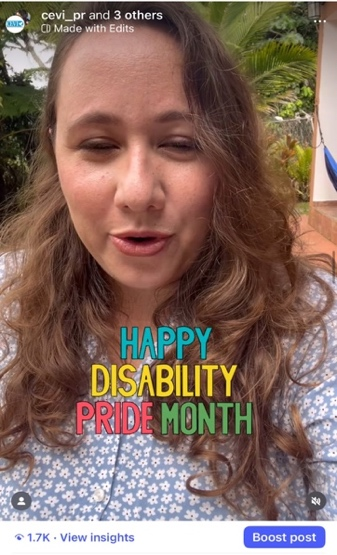 cevi_pr and 3 others
Made with Edits
HAPPY
DISABILITY
PRIDE MONTH
1.7K · View insights
Boost post